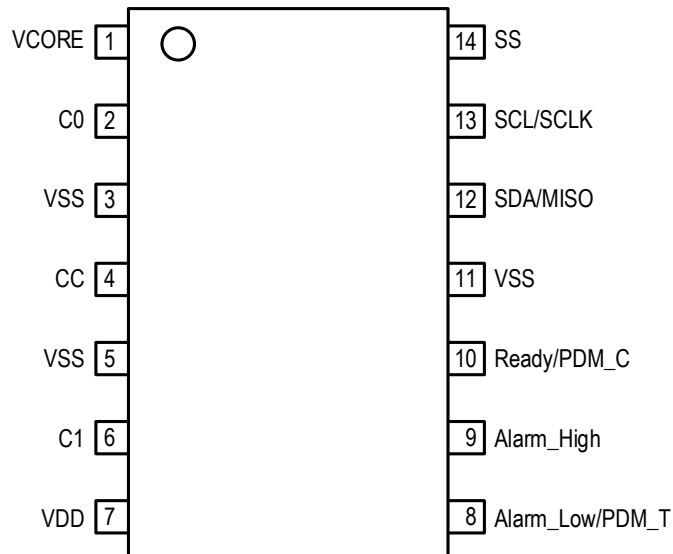 VCORE 1 14 SS
C0 2 13 SCL/SCLK
VSS 3 12 SDA/MISO
CC 4 11 VSS
VSS 5 10 Ready/PDM_C
C1 6 9 Alarm_High
VDD 7 8 Alarm_Low/PDM_T